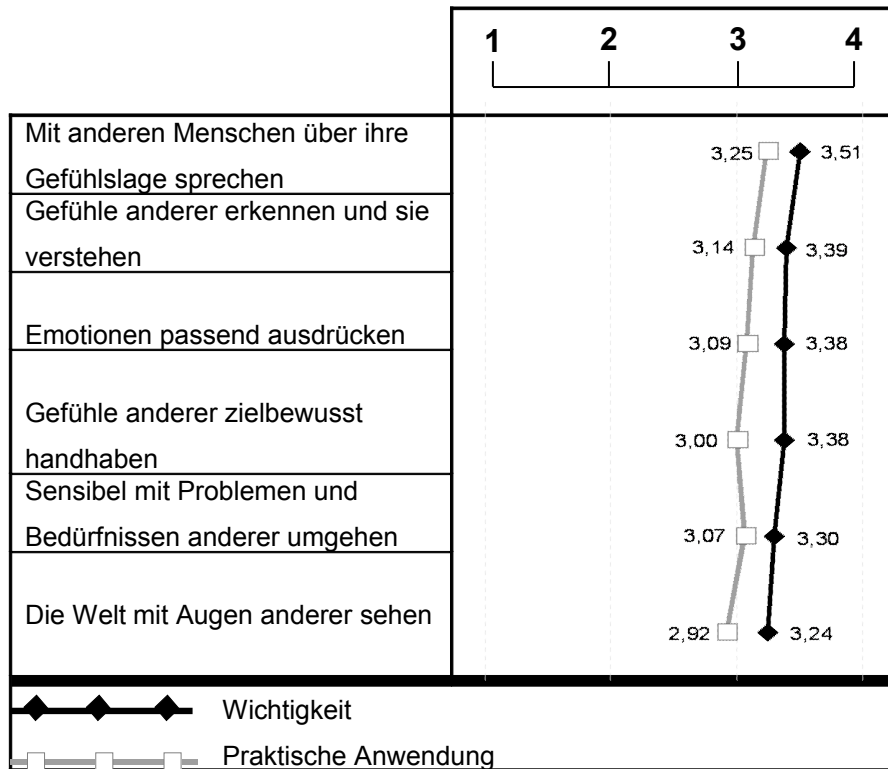 1 2 3 4
Mit anderen Menschen über ihre
Gefühlslage sprechen
3,25 3,51
Gefühle anderer erkennen und sie
verstehen
3,14 3,39
Emotionen passend ausdrücken
3,09 3,38
Gefühle anderer zielbewusst
handhaben
3,00 3,38
Sensibel mit Problemen und
Bedürfnissen anderer umgehen
3,07 3,30
Die Welt mit Augen anderer sehen
2,92 3,24
Wichtigkeit
Praktische Anwendung